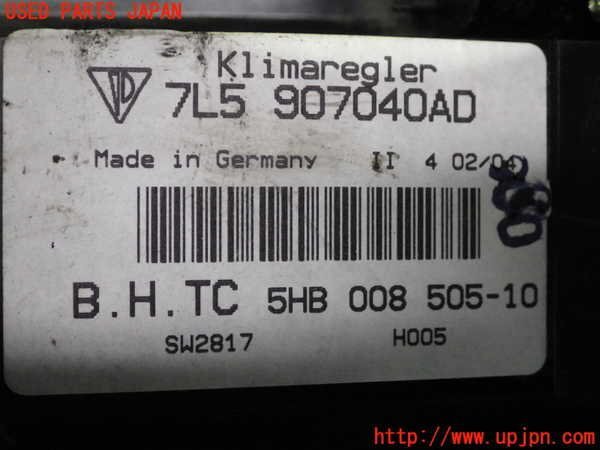 USED PARTS JAPAN
Klimaregler
7L5 907040AD
Made in Germany II 4 02/04
B.H.TC 5HB 008 505-10
SW2817 H005
http://www.upjpn.com/